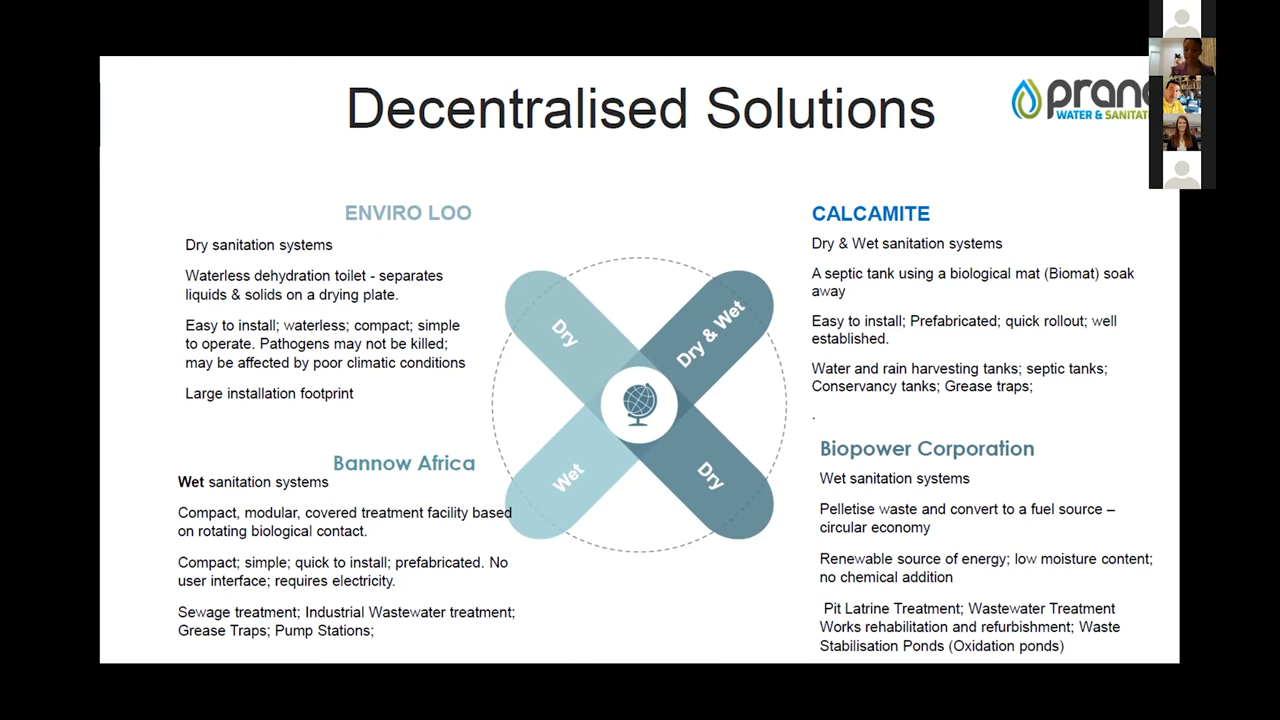 Decentralised Solutions
WATER &
ENVIRO LOO
Dry sanitation systems
Waterless dehydration toilet - separates
liquids & solids on a drying plate.
Easy to install; waterless; compact; simple
to operate. Pathogens may not be killed;
may be affected by poor climatic conditions
Large installation footprint
CALCAMITE
Dry & Wet sanitation systems
A septic tank using a biological mat (Biomat) soak
away
Easy to install; Prefabricated; quick rollout; well
established.
Water and rain harvesting tanks; septic tanks;
Conservancy tanks; Grease traps;
.
Dry
Dry & Wet
Wet
Dry
Bannow Africa
Wet sanitation systems
Compact, modular, covered treatment facility based
on rotating biological contact.
Compact; simple; quick to install; prefabricated. No
user interface; requires electricity.
Sewage treatment; Industrial Wastewater treatment;
Grease Traps; Pump Stations;
Biopower Corporation
Wet sanitation systems
Pelletise waste and convert to a fuel source –
circular economy
Renewable source of energy; low moisture content;
no chemical addition
Pit Latrine Treatment; Wastewater Treatment
Works rehabilitation and refurbishment; Waste
Stabilisation Ponds (Oxidation ponds)